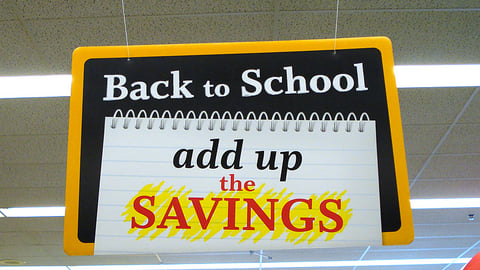 Back to School
add up
the
SAVINGS